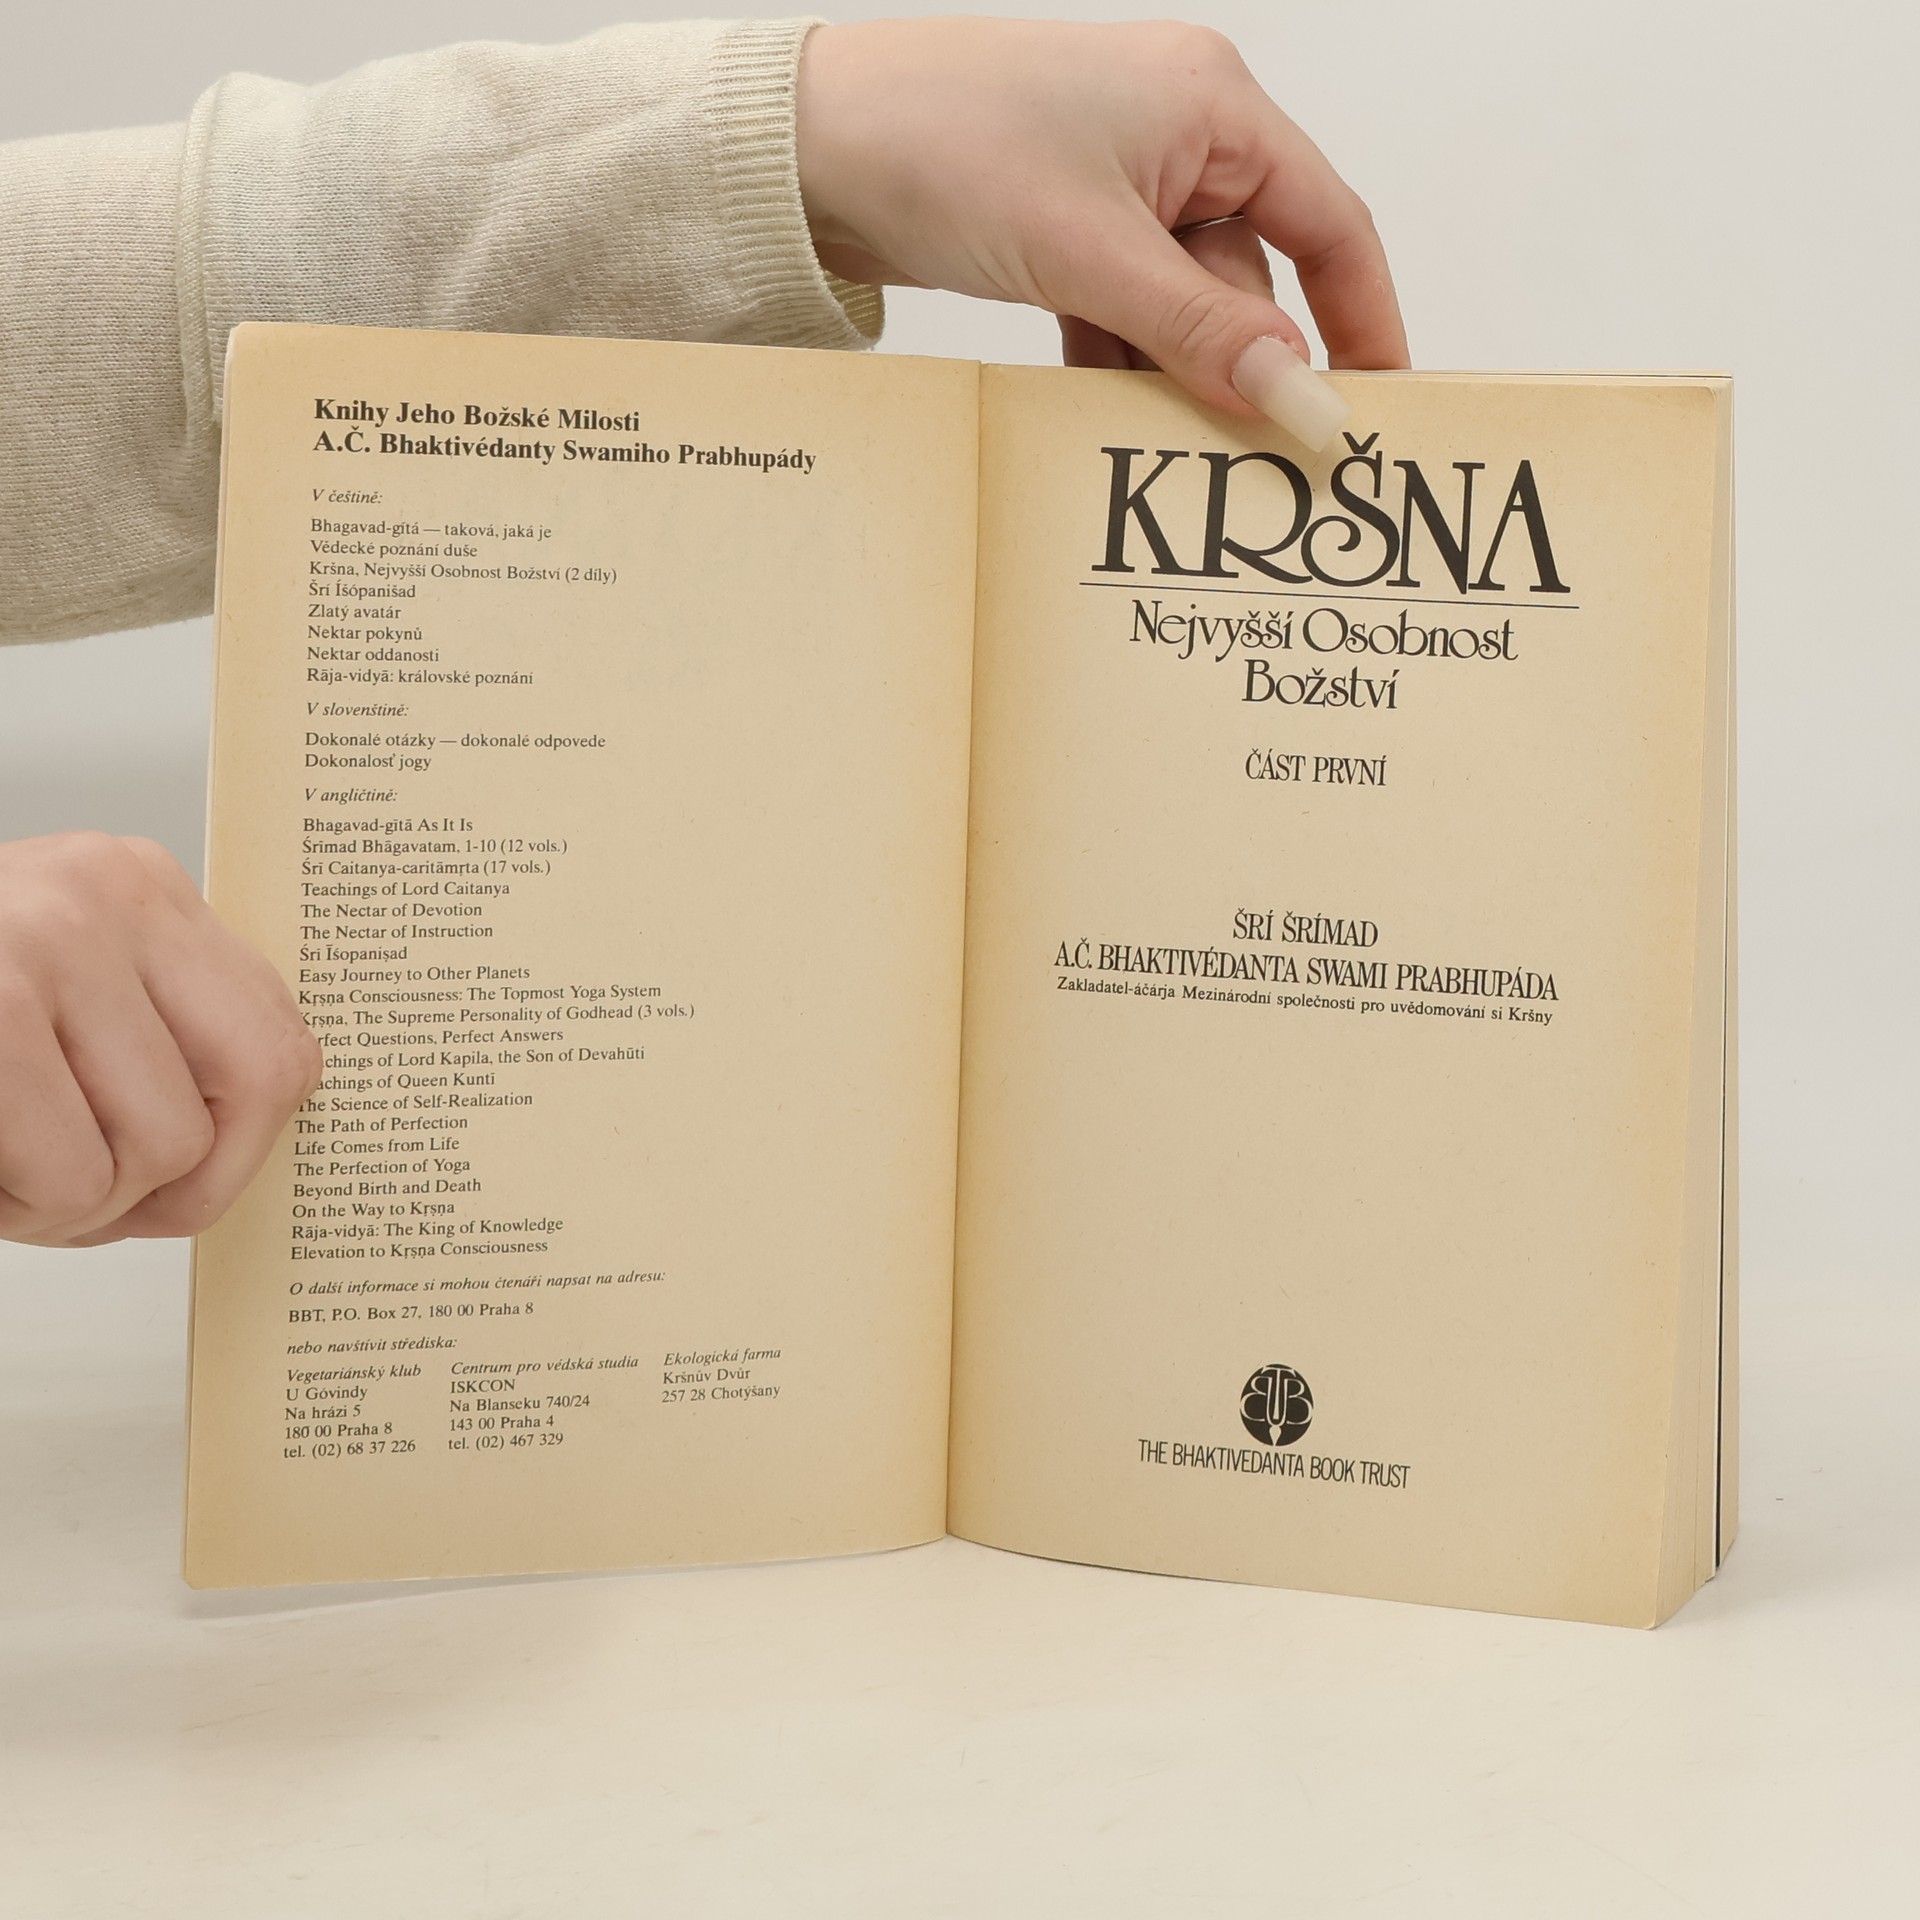 Knihy Jeho Božské Milosti
A.Č. Bhaktivédanty Swamiho Prabhupády
V češtině:
Bhagavad-gítá — taková, jaká je
Vědecké poznání duše
Kršna, Nejvyšší Osobnost Božství (2 díly)
Šrí Íšópanišad
Zlatý avatár
Nektar pokynů
Nektar oddanosti
Rāja-vidyā: královské poznání
V slovenštině:
Dokonalé otázky — dokonalé odpovede
Dokonalosť jogy
V angličtině:
Bhagavad-gītā As It Is
Śrīmad Bhāgavatam, 1-10 (12 vols.)
Śrī Caitanya-caritāmṛta (17 vols.)
Teachings of Lord Caitanya
The Nectar of Devotion
The Nectar of Instruction
Śrī Īśopaniṣad
Easy Journey to Other Planets
Kṛṣṇa Consciousness: The Topmost Yoga System
Kṛṣṇa, The Supreme Personality of Godhead (3 vols.)
rfect Questions, Perfect Answers
chings of Lord Kapila, the Son of Devahūti
achings of Queen Kuntī
The Science of Self-Realization
The Path of Perfection
Life Comes from Life
The Perfection of Yoga
Beyond Birth and Death
On the Way to Kṛṣṇa
Rāja-vidyā: The King of Knowledge
Elevation to Kṛṣṇa Consciousness
O další informace si mohou čtenáři napsat na adresu:
BBT, P.O. Box 27, 180 00 Praha 8
nebo navštívit střediska:
Vegetariánský klub
U Góvindy
Na hrázi 5
180 00 Praha 8
tel. (02) 68 37 226
Centrum pro védská studia
ISKCON
Na Blanseku 740/24
143 00 Praha 4
tel. (02) 467 329
Ekologická farma
Kršnův Dvůr
257 28 Chotýšany
KRŠNA
Nejvyšší Osobnost
Božství
ČÁST PRVNÍ
ŠRÍ ŠRÍMAD
A.Č. BHAKTIVÉDANTA SWAMI PRABHUPÁDA
Zakladatel-áčárja Mezinárodní společnosti pro uvědomování si Kršny
BTB
THE BHAKTIVEDANTA BOOK TRUST